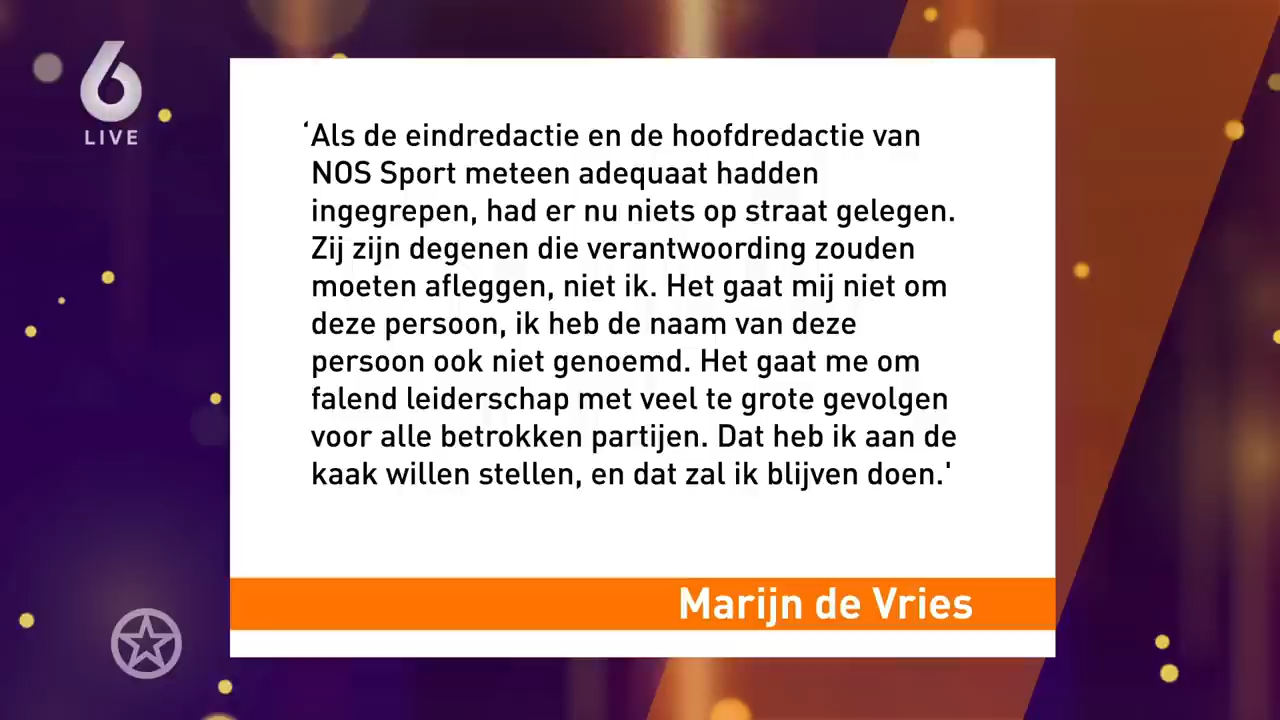 6
LIVE
‘Als de eindredactie en de hoofdredactie van
NOS Sport meteen adequaat hadden
ingegrepen, had er nu niets op straat gelegen.
Zij zijn degenen die verantwoording zouden
moeten afleggen, niet ik. Het gaat mij niet om
deze persoon, ik heb de naam van deze
persoon ook niet genoemd. Het gaat me om
falend leiderschap met veel te grote gevolgen
voor alle betrokken partijen. Dat heb ik aan de
kaak willen stellen, en dat zal ik blijven doen.'
Marijn de Vries